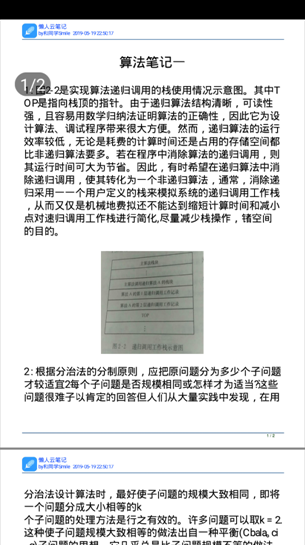 懒人云笔记
by和同学Smile 2019-05-19 22:50:17
算法笔记一
1/2
2-2是实现算法递归调用的栈使用情况示意图。其中T
OP是指向栈顶的指针。由于递归算法结构清晰，可读性
强，且容易用数学归纳法证明算法的正确性，因此它为设
计算法、调试程序带来很大方便。然而，递归算法的运行
效率较低，无论是耗费的计算时间还是占用的存储空间都
比非递归算法要多。若在程序中消除算法的递归调用，则
其运行时间可大为节省。因此，有时希望在递归算法中消
除递归调用，使其转化为一个非递归算法，通常，消除递
归采用一一个用户定义的栈来模拟系统的递归调用工作栈
，从而又仅是机械地模拟还不能达到缩短计算时间和减小
点对速归调用工作栈进行简化,尽量减少栈操作，锗空间
的目的。
TOP
2: 根据分治法的分制原则，应把原问题分为多少个子问题
才较适宜2每个子问题是否规模相同或怎样才为适当?这些
问题很难子以肯定的回答但人们从大量实践中发现，在用
1 / 2
懒人云笔记
by和同学Smile 2019-05-19 22:50:17
分治法设计算法时，最好使子问题的规模大致相同，即将
一个问题分成大小相等的k
个子问题的处理方法是行之有效的。许多问题可以取k = 2.
这种使子问题规模大致相等的做法出自一种平衡(Cbala, ci